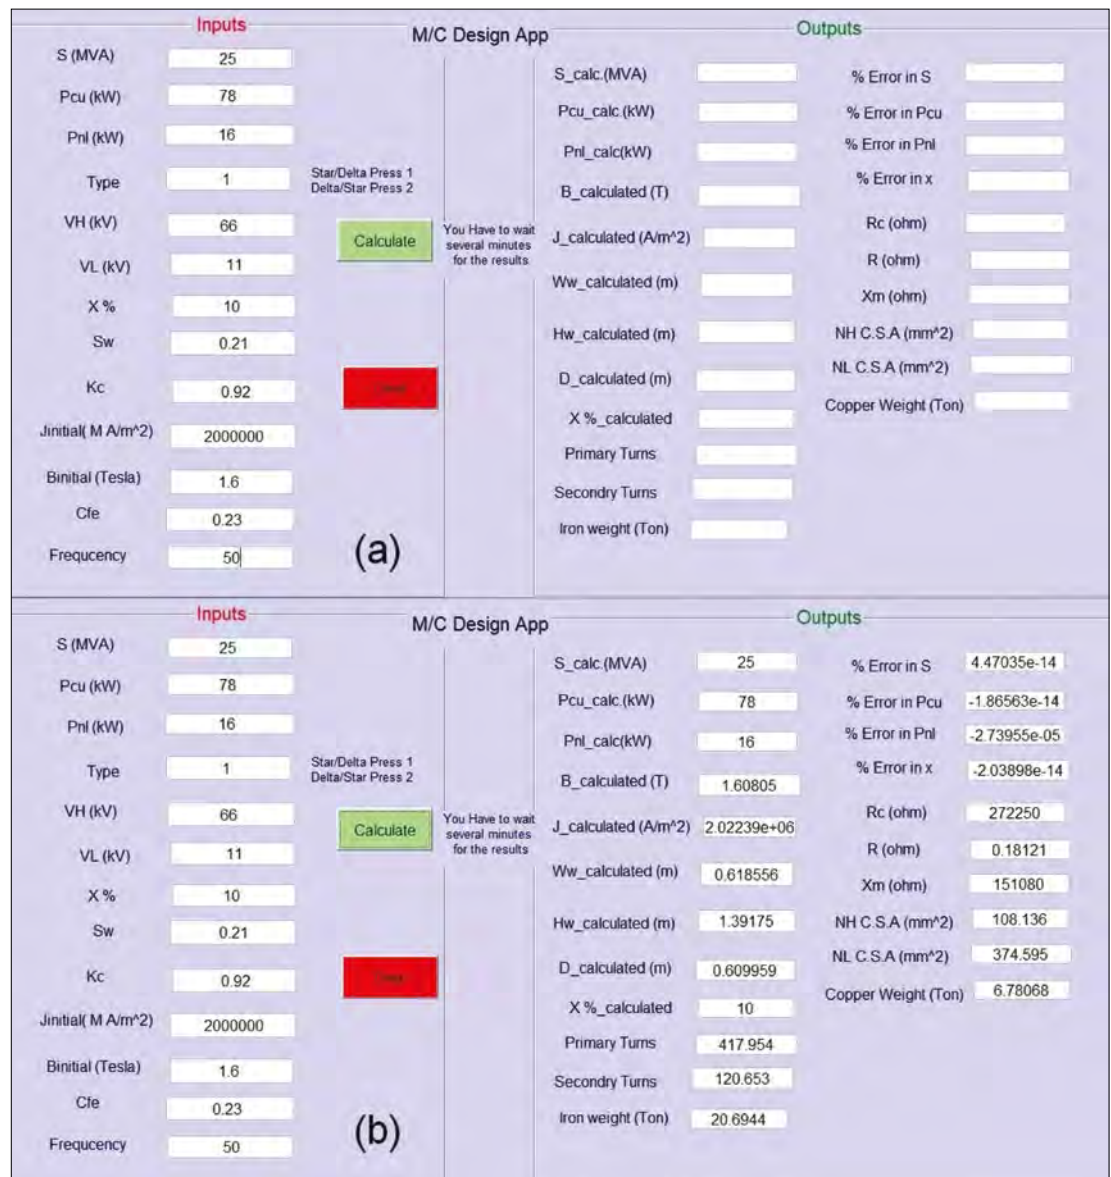 Inputs
M/C Design App
Outputs
S (MVA) 25
Pcu (kW) 78
Pnl (kW) 16
Type 1
Star/Delta Press 1
Delta/Star Press 2
VH (kV) 66
VL (kV) 11
X % 10
Sw 0.21
Kc 0.92
Jinitial( M A/m^2) 2000000
Binitial (Tesla) 1.6
Cfe 0.23
Frequcency 50
Calculate
You Have to wait
several minutes
for the results
(a)
S_calc.(MVA)
Pcu_calc.(kW)
Pnl_calc(kW)
B_calculated (T)
J_calculated (A/m^2)
Ww_calculated (m)
Hw_calculated (m)
D_calculated (m)
X %_calculated
Primary Turns
Secondry Turns
Iron weight (Ton)
% Error in S
% Error in Pcu
% Error in Pnl
% Error in x
Rc (ohm)
R (ohm)
Xm (ohm)
NH C.S.A (mm^2)
NL C.S.A (mm^2)
Copper Weight (Ton)
Inputs
M/C Design App
Outputs
S (MVA) 25
Pcu (kW) 78
Pnl (kW) 16
Type 1
Star/Delta Press 1
Delta/Star Press 2
VH (kV) 66
VL (kV) 11
X % 10
Sw 0.21
Kc 0.92
Jinitial( M A/m^2) 2000000
Binitial (Tesla) 1.6
Cfe 0.23
Frequcency 50
Calculate
You Have to wait
several minutes
for the results
(b)
S_calc.(MVA) 25
Pcu_calc.(kW) 78
Pnl_calc(kW) 16
B_calculated (T) 1.60805
J_calculated (A/m^2) 2.02239e+06
Ww_calculated (m) 0.618556
Hw_calculated (m) 1.39175
D_calculated (m) 0.609959
X %_calculated 10
Primary Turns 417.954
Secondry Turns 120.653
Iron weight (Ton) 20.6944
% Error in S 4.47035e-14
% Error in Pcu -1.86563e-14
% Error in Pnl -2.73955e-05
% Error in x -2.03898e-14
Rc (ohm) 272250
R (ohm) 0.18121
Xm (ohm) 151080
NH C.S.A (mm^2) 108.136
NL C.S.A (mm^2) 374.595
Copper Weight (Ton) 6.78068